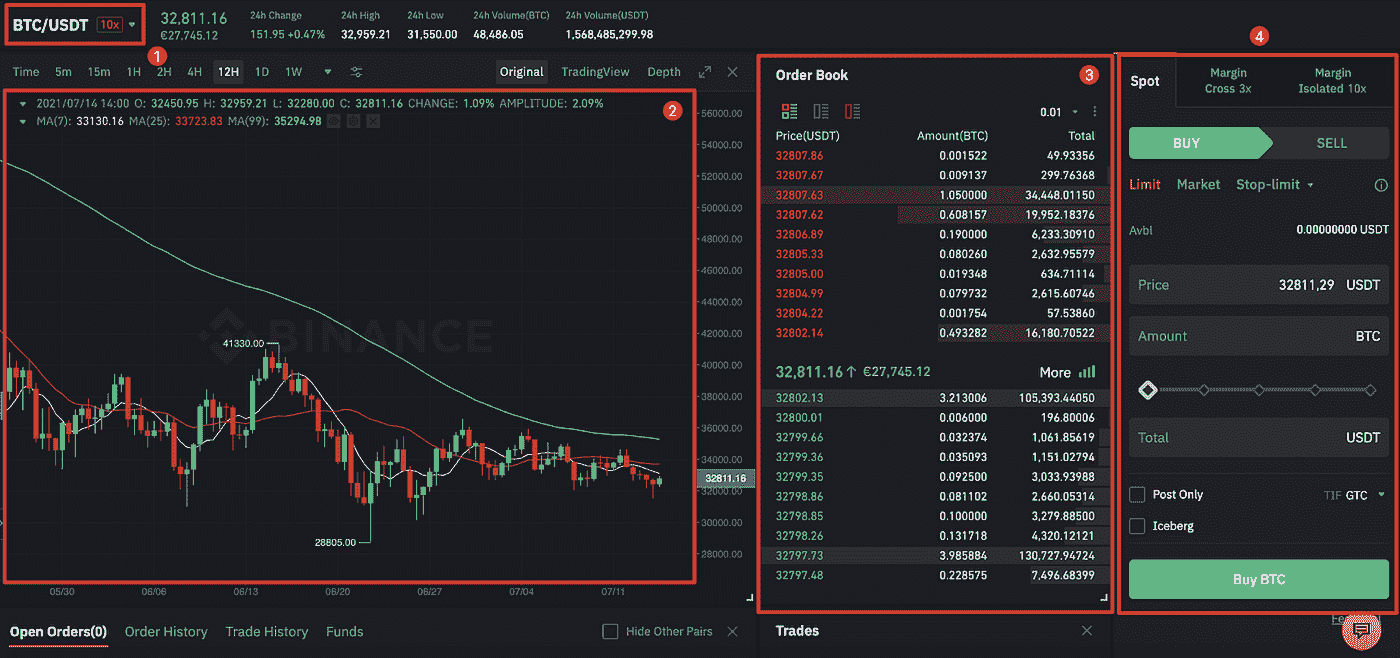 BTC/USDT 10x
32,811.16
€27,745.12
24h Change
151.95 +0.47%
24h High
32,959.21
24h Low
31,550.00
24h Volume(BTC)
48,486.05
24h Volume(USDT)
1,568,485,299.98
1
Time 5m 15m 1H 2H 4H 12H 1D 1W
Original TradingView Depth
2021/07/14 14:00 O: 32450.95 H: 32959.21 L: 32280.00 C: 32811.16 CHANGE: 1.09% AMPLITUDE: 2.09%
MA(7): 33130.16 MA(25): 33723.83 MA(99): 35294.98
2
BINANCE
41330.00
28805.00
56000.00
54000.00
52000.00
50000.00
48000.00
46000.00
44000.00
42000.00
40000.00
38000.00
36000.00
34000.00
32811.16
32000.00
30000.00
28000.00
05/30 06/06 06/13 06/20 06/27 07/04 07/11
Open Orders(0) Order History Trade History Funds
Hide Other Pairs
Order Book
3
0.01
Price(USDT) Amount(BTC) Total
32807.86 0.001522 49.93356
32807.67 0.009137 299.76368
32807.63 1.050000 34,448.01150
32807.62 0.608157 19,952.18376
32806.89 0.190000 6,233.30910
32805.33 0.080260 2,632.95579
32805.00 0.019348 634.71114
32804.99 0.079732 2,615.60746
32804.22 0.001754 57.53860
32802.14 0.493282 16,180.70522
32,811.16↑ €27,745.12 More
32802.13 3.213006 105,393.44050
32800.01 0.006000 196.80006
32799.66 0.032374 1,061.85619
32799.36 0.035093 1,151.02794
32799.35 0.092500 3,033.93988
32798.86 0.081102 2,660.05314
32798.85 0.100000 3,279.88500
32798.26 0.131718 4,320.12121
32797.73 3.985884 130,727.94724
32797.48 0.228575 7,496.68399
Trades
4
Spot
Margin
Cross 3x
Margin
Isolated 10x
BUY SELL
Limit Market Stop-limit
Avbl 0.00000000 USDT
Price 32811,29 USDT
Amount BTC
Total USDT
Post Only TIF GTC
Iceberg
Buy BTC